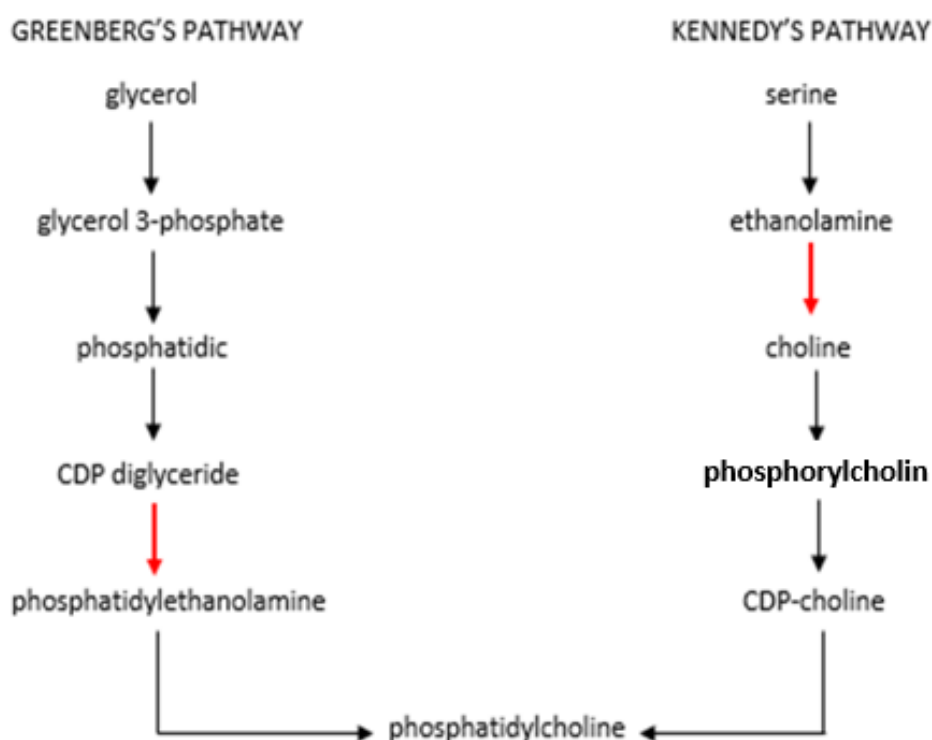 GREENBERG'S PATHWAY
glycerol
glycerol 3-phosphate
phosphatidic
CDP diglyceride
phosphatidylethanolamine
KENNEDY'S PATHWAY
serine
ethanolamine
choline
phosphorylcholin
CDP-choline
phosphatidylcholine